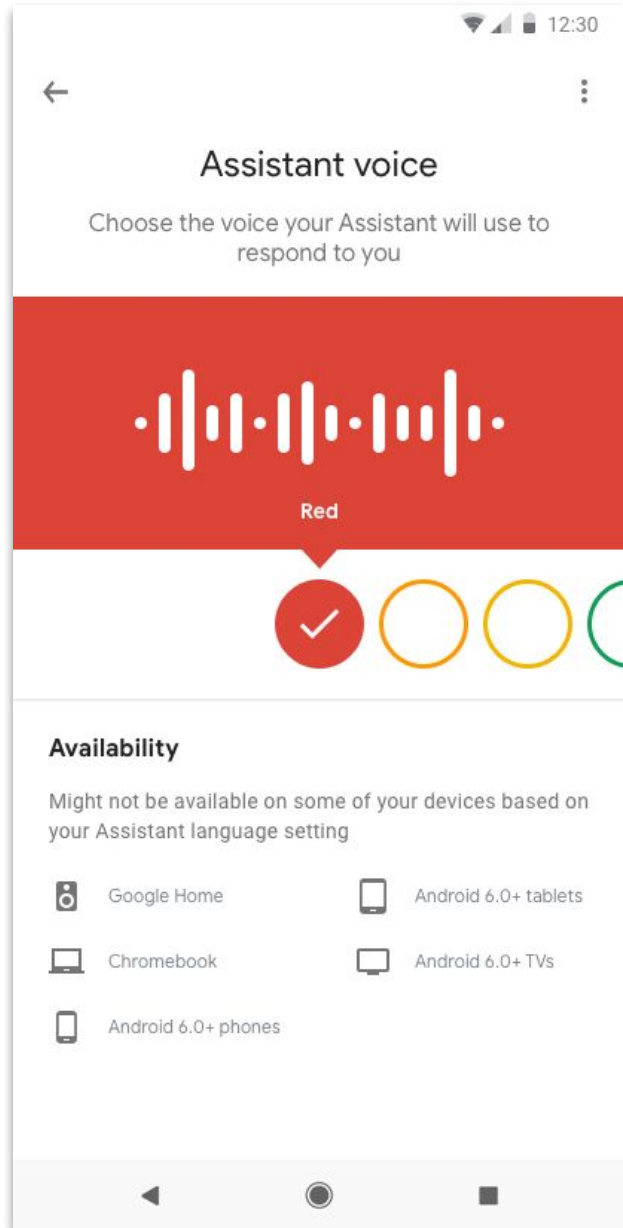 12:30
Assistant voice
Choose the voice your Assistant will use to
respond to you
Red
Availability
Might not be available on some of your devices based on
your Assistant language setting
Google Home
Android 6.0+ tablets
Chromebook
Android 6.0+ TVs
Android 6.0+ phones